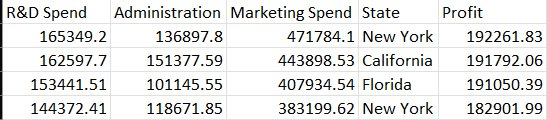 R&D Spend Administration Marketing Spend State Profit
165349.2 136897.8 471784.1 New York 192261.83
162597.7 151377.59 443898.53 California 191792.06
153441.51 101145.55 407934.54 Florida 191050.39
144372.41 118671.85 383199.62 New York 182901.99